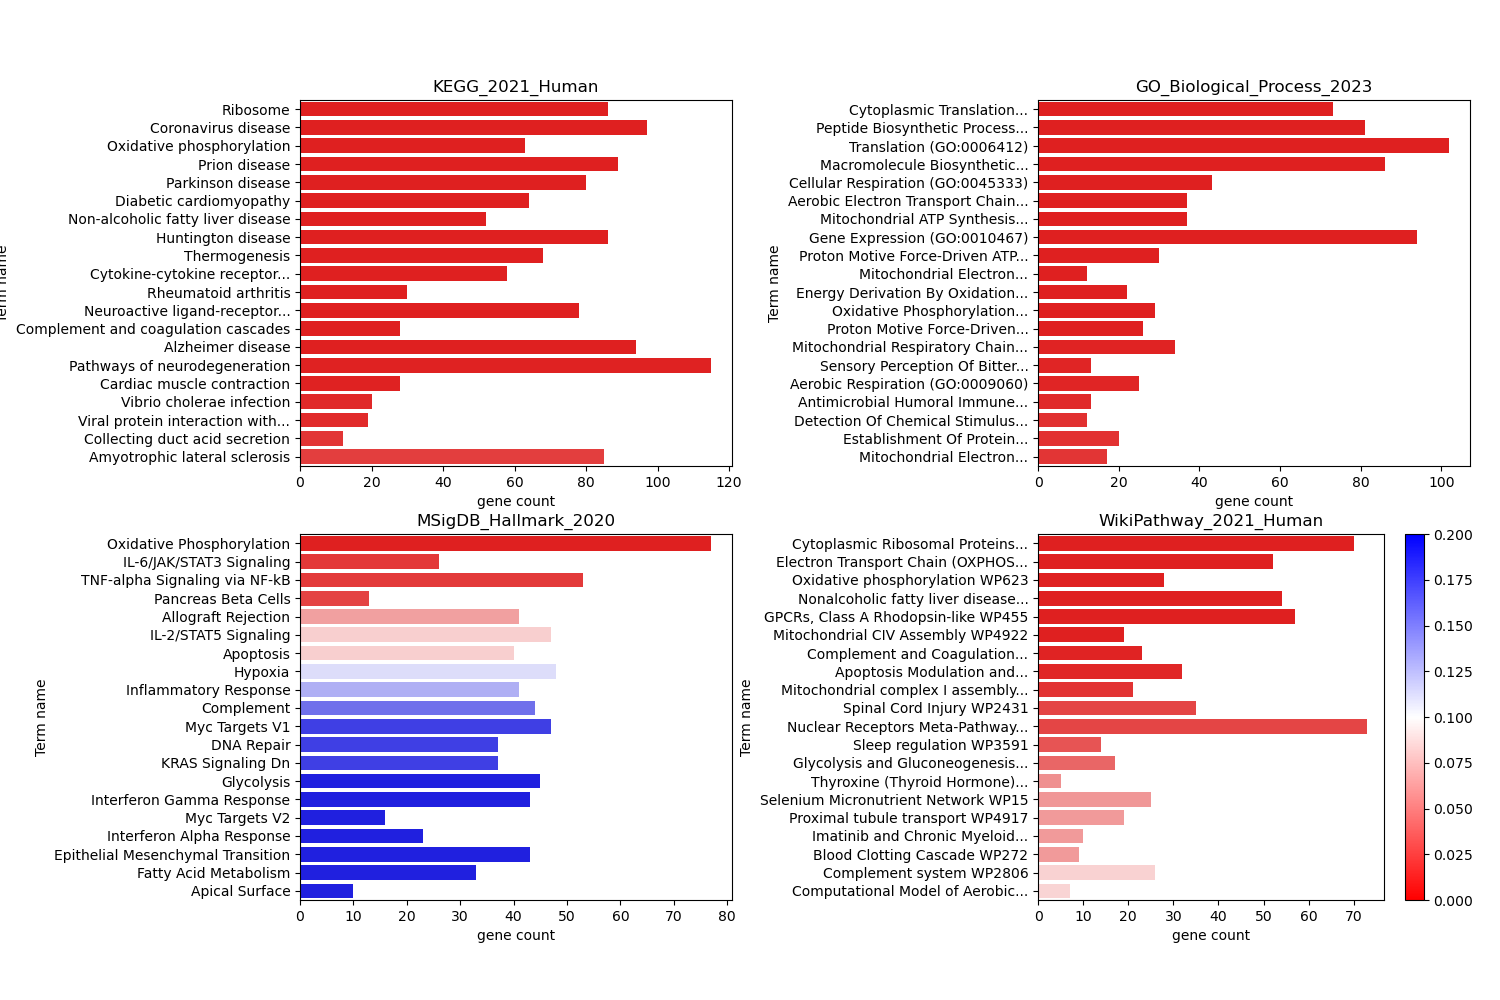 KEGG_2021_Human
Ribosome
Coronavirus disease
Oxidative phosphorylation
Prion disease
Parkinson disease
Diabetic cardiomyopathy
Non-alcoholic fatty liver disease
Huntington disease
Thermogenesis
Cytokine-cytokine receptor...
Rheumatoid arthritis
Neuroactive ligand-receptor...
Complement and coagulation cascades
Alzheimer disease
Pathways of neurodegeneration
Cardiac muscle contraction
Vibrio cholerae infection
Viral protein interaction with...
Collecting duct acid secretion
Amyotrophic lateral sclerosis
Term name
0 20 40 60 80 100 120
gene count
GO_Biological_Process_2023
Cytoplasmic Translation...
Peptide Biosynthetic Process...
Translation (GO:0006412)
Macromolecule Biosynthetic...
Cellular Respiration (GO:0045333)
Aerobic Electron Transport Chain...
Mitochondrial ATP Synthesis...
Gene Expression (GO:0010467)
Proton Motive Force-Driven ATP...
Mitochondrial Electron...
Energy Derivation By Oxidation...
Oxidative Phosphorylation...
Proton Motive Force-Driven...
Mitochondrial Respiratory Chain...
Sensory Perception Of Bitter...
Aerobic Respiration (GO:0009060)
Antimicrobial Humoral Immune...
Detection Of Chemical Stimulus...
Establishment Of Protein...
Mitochondrial Electron...
Term name
0 20 40 60 80 100
gene count
MSigDB_Hallmark_2020
Oxidative Phosphorylation
IL-6/JAK/STAT3 Signaling
TNF-alpha Signaling via NF-kB
Pancreas Beta Cells
Allograft Rejection
IL-2/STAT5 Signaling
Apoptosis
Hypoxia
Inflammatory Response
Complement
Myc Targets V1
DNA Repair
KRAS Signaling Dn
Glycolysis
Interferon Gamma Response
Myc Targets V2
Interferon Alpha Response
Epithelial Mesenchymal Transition
Fatty Acid Metabolism
Apical Surface
Term name
0 10 20 30 40 50 60 70 80
gene count
WikiPathway_2021_Human
Cytoplasmic Ribosomal Proteins...
Electron Transport Chain (OXPHOS...
Oxidative phosphorylation WP623
Nonalcoholic fatty liver disease...
GPCRs, Class A Rhodopsin-like WP455
Mitochondrial CIV Assembly WP4922
Complement and Coagulation...
Apoptosis Modulation and...
Mitochondrial complex I assembly...
Spinal Cord Injury WP2431
Nuclear Receptors Meta-Pathway...
Sleep regulation WP3591
Glycolysis and Gluconeogenesis...
Thyroxine (Thyroid Hormone)...
Selenium Micronutrient Network WP15
Proximal tubule transport WP4917
Imatinib and Chronic Myeloid...
Blood Clotting Cascade WP272
Complement system WP2806
Computational Model of Aerobic...
Term name
0 10 20 30 40 50 60 70
gene count
0.200
0.175
0.150
0.125
0.100
0.075
0.050
0.025
0.000